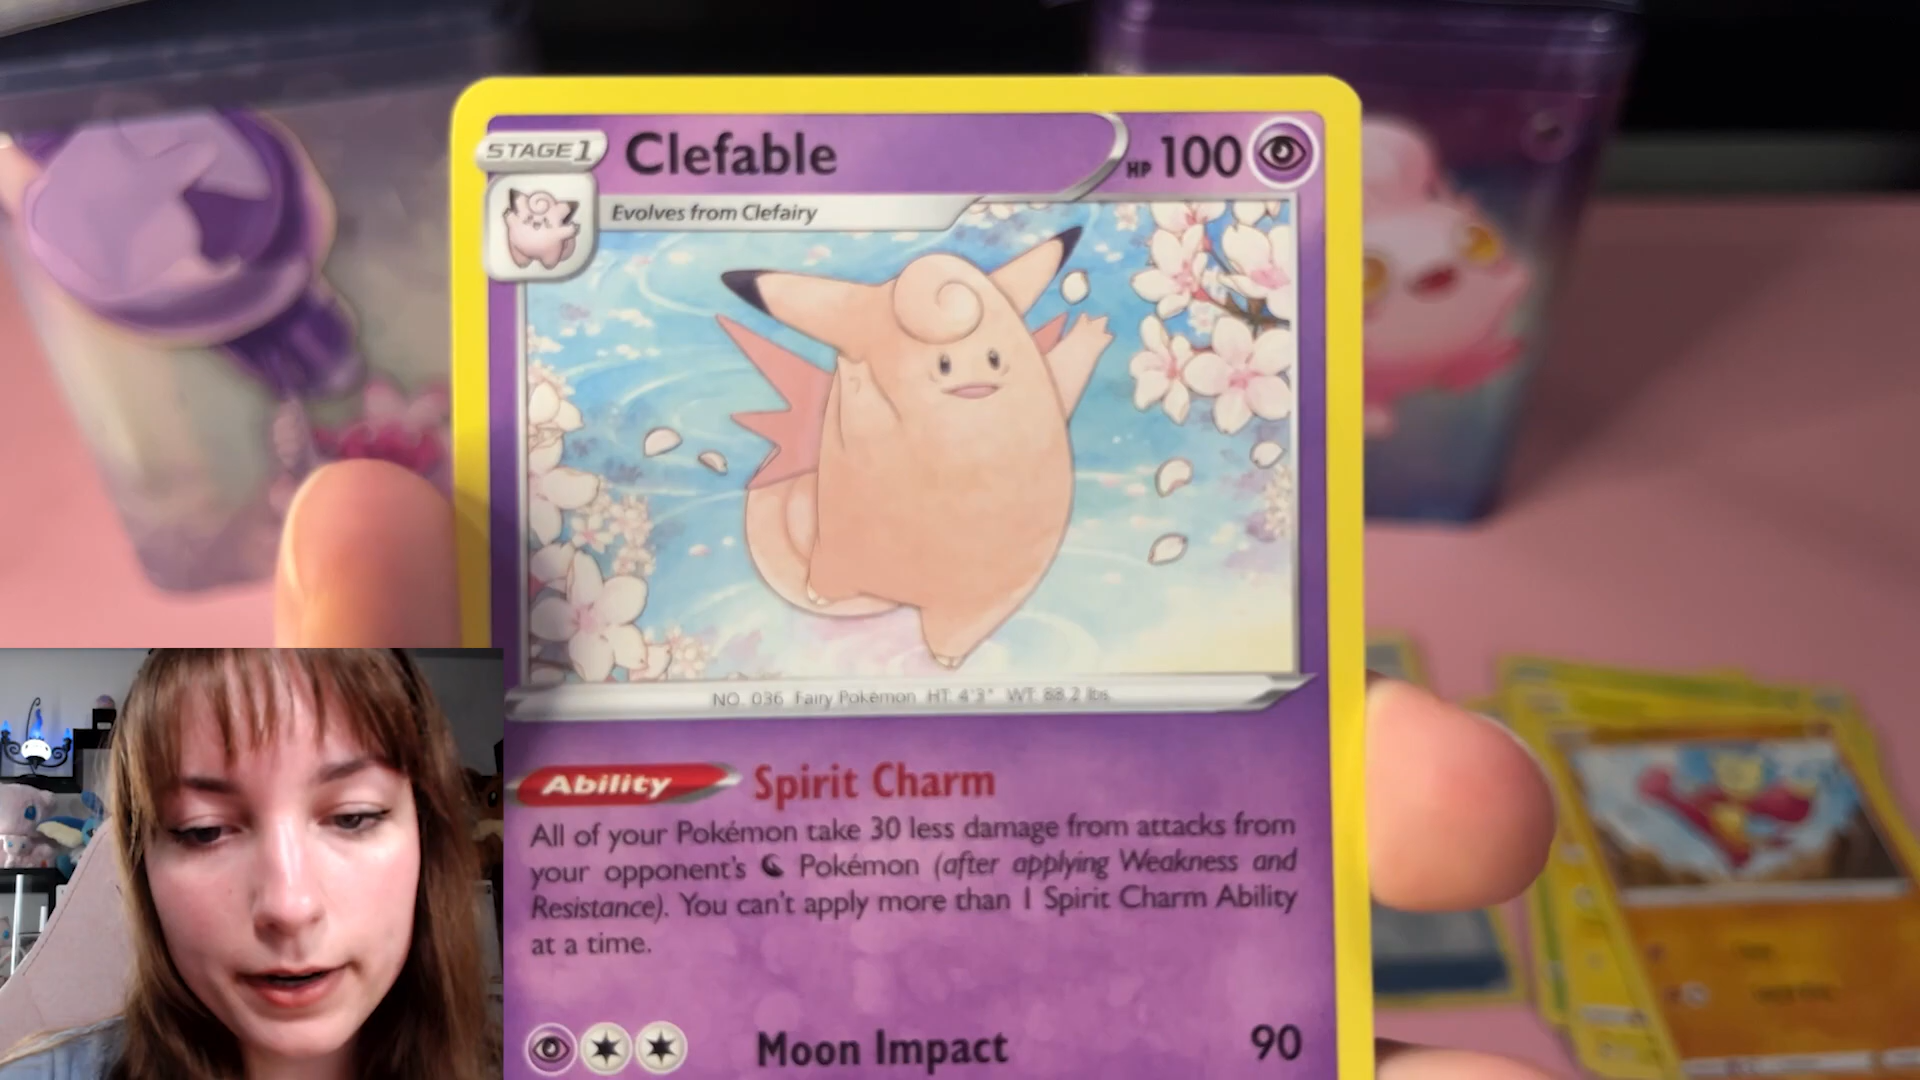 STAGE 1 Clefable HP 100
Evolves from Clefairy
NO. 036 Fairy Pokémon HT: 4'3" WT: 88.2 lbs.
Ability Spirit Charm
All of your Pokémon take 30 less damage from attacks from
your opponent's Pokémon (after applying Weakness and
Resistance). You can't apply more than 1 Spirit Charm Ability
at a time.
Moon Impact 90